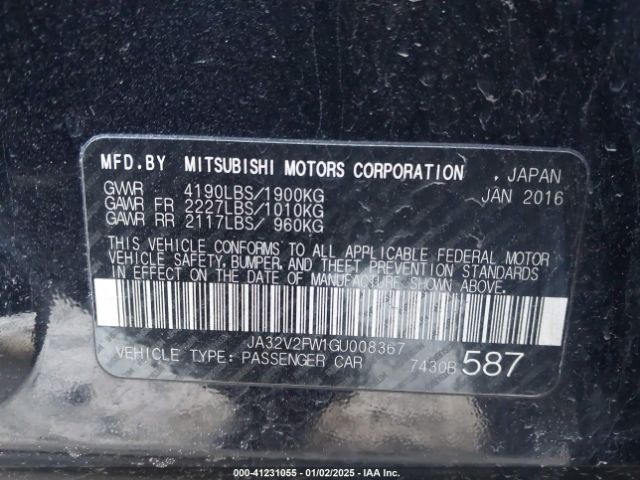 MFD.BY MITSUBISHI MOTORS CORPORATION , JAPAN
GVWR 4190LBS/1900KG JAN 2016
GAWR FR 2227LBS/1010KG
GAWR RR 2117LBS/ 960KG
THIS VEHICLE CONFORMS TO ALL APPLICABLE FEDERAL MOTOR
VEHICLE SAFETY, BUMPER, AND THEFT PREVENTION STANDARDS
IN EFFECT ON THE DATE OF MANUFACTURE SHOWN ABOVE.
JA32V2FW1GU008367
VEHICLE TYPE: PASSENGER CAR 7430B 587
000-41231055 - 01/02/2025 - IAA Inc.